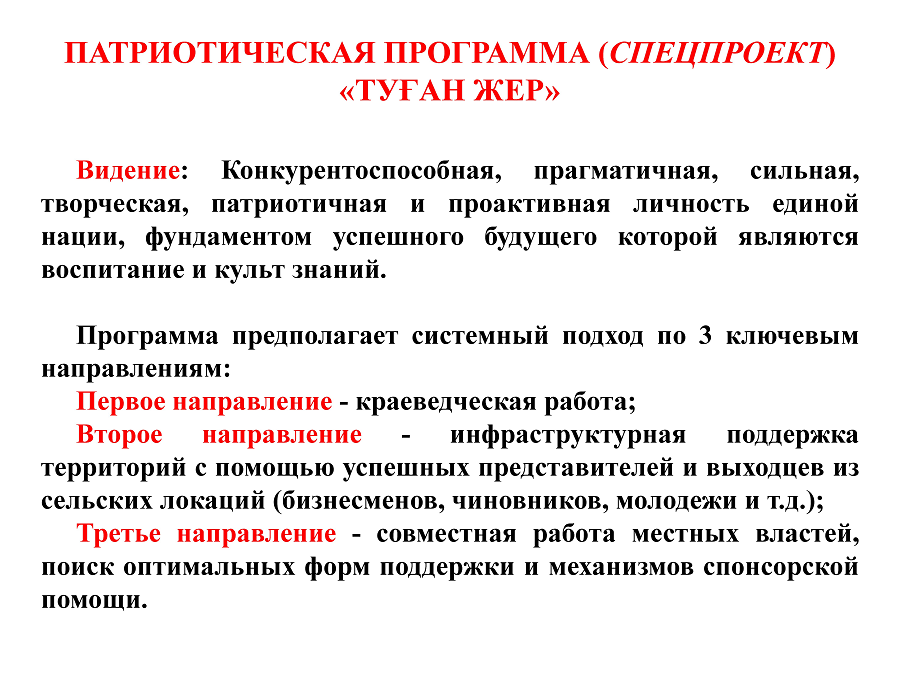 ПАТРИОТИЧЕСКАЯ ПРОГРАММА (СПЕЦПРОЕКТ)
«ТУҒАН ЖЕР»
Видение: Конкурентоспособная, прагматичная, сильная,
творческая, патриотичная и проактивная личность единой
нации, фундаментом успешного будущего которой являются
воспитание и культ знаний.
Программа предполагает системный подход по 3 ключевым
направлениям:
Первое направление - краеведческая работа;
Второе направление - инфраструктурная поддержка
территорий с помощью успешных представителей и выходцев из
сельских локаций (бизнесменов, чиновников, молодежи и т.д.);
Третье направление - совместная работа местных властей,
поиск оптимальных форм поддержки и механизмов спонсорской
помощи.